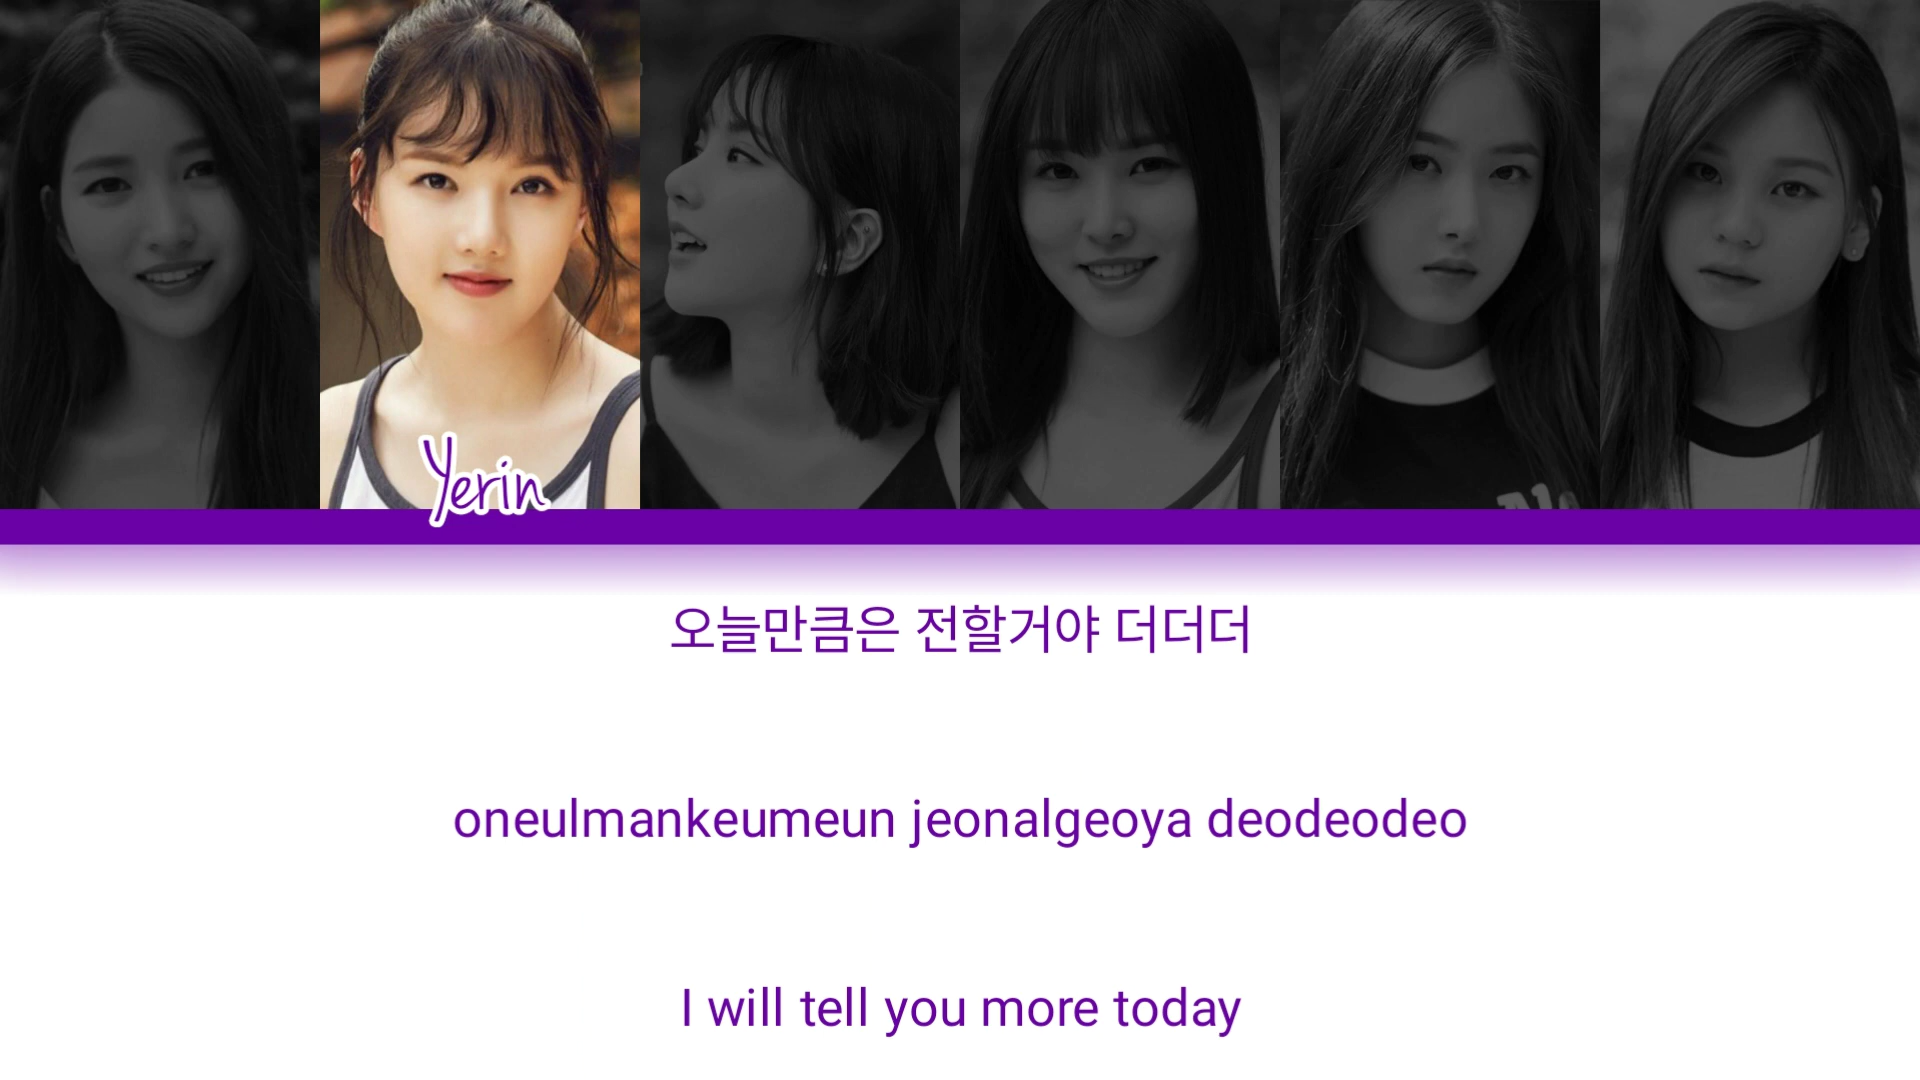 Yerin
오늘만큼은 전할거야 더더더
oneulmankeumeun jeonalgeoya deodeodeo
I will tell you more today